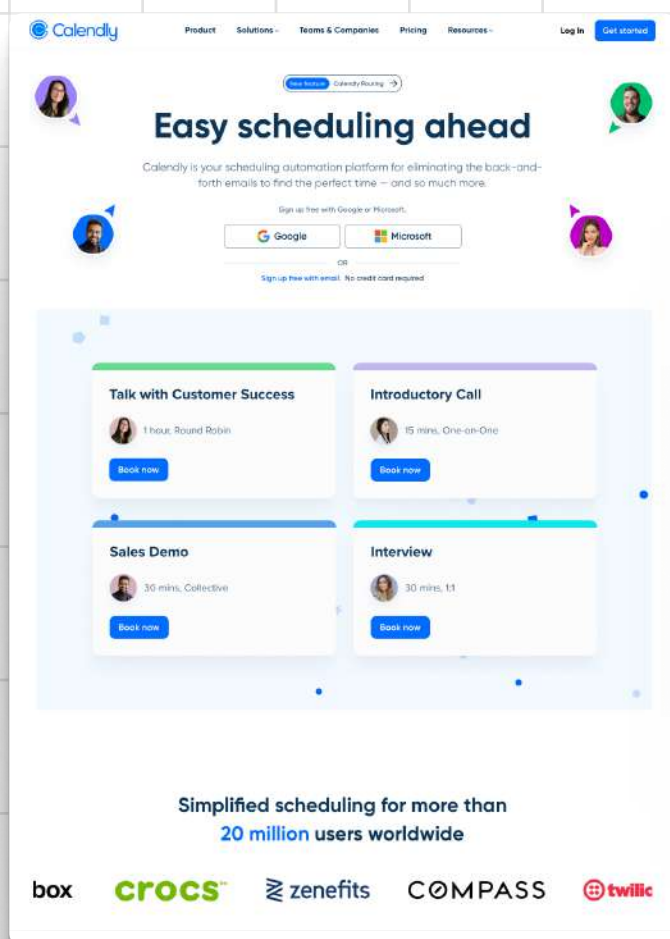 Calendly
Product Solutions Teams & Companies Pricing Resources Log In Get started
New feature Calendly Routing →
Easy scheduling ahead
Calendly is your scheduling automation platform for eliminating the back-and-
forth emails to find the perfect time — and so much more.
Sign up free with Google or Microsoft.
Google Microsoft
OR
Sign up free with email. No credit card required
Talk with Customer Success
1 hour, Round Robin
Book now
Introductory Call
15 mins, One-on-One
Book now
Sales Demo
30 mins, Collective
Book now
Interview
30 mins, 1:1
Book now
Simplified scheduling for more than
20 million users worldwide
box crocs™ zenefits COMPASS twilio